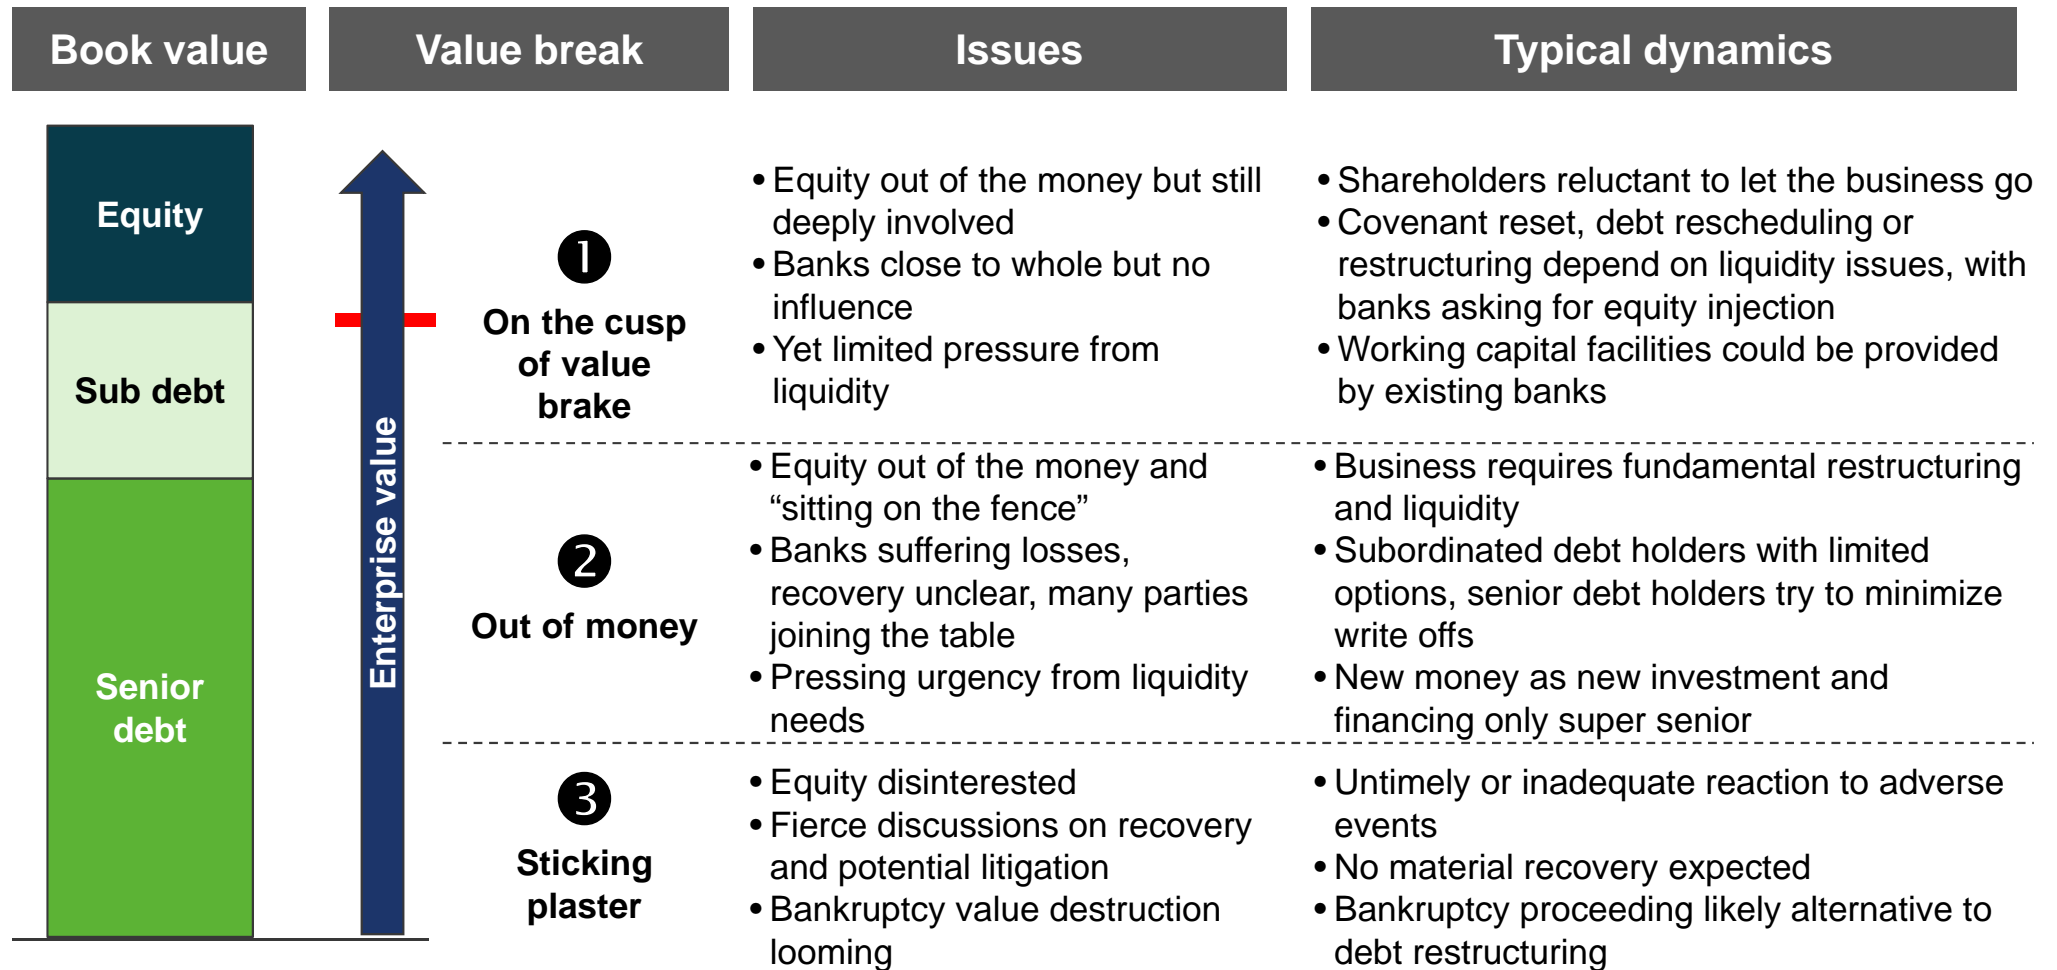 Book value
Value break
Issues
Typical dynamics
Equity
Sub debt
Senior
debt
Enterprise value
❶
On the cusp
of value
brake
• Equity out of the money but still
deeply involved
• Banks close to whole but no
influence
• Yet limited pressure from
liquidity
• Shareholders reluctant to let the business go
• Covenant reset, debt rescheduling or
restructuring depend on liquidity issues, with
banks asking for equity injection
• Working capital facilities could be provided
by existing banks
❷
Out of money
• Equity out of the money and
“sitting on the fence”
• Banks suffering losses,
recovery unclear, many parties
joining the table
• Pressing urgency from liquidity
needs
• Business requires fundamental restructuring
and liquidity
• Subordinated debt holders with limited
options, senior debt holders try to minimize
write offs
• New money as new investment and
financing only super senior
❸
Sticking
plaster
• Equity disinterested
• Fierce discussions on recovery
and potential litigation
• Bankruptcy value destruction
looming
• Untimely or inadequate reaction to adverse
events
• No material recovery expected
• Bankruptcy proceeding likely alternative to
debt restructuring